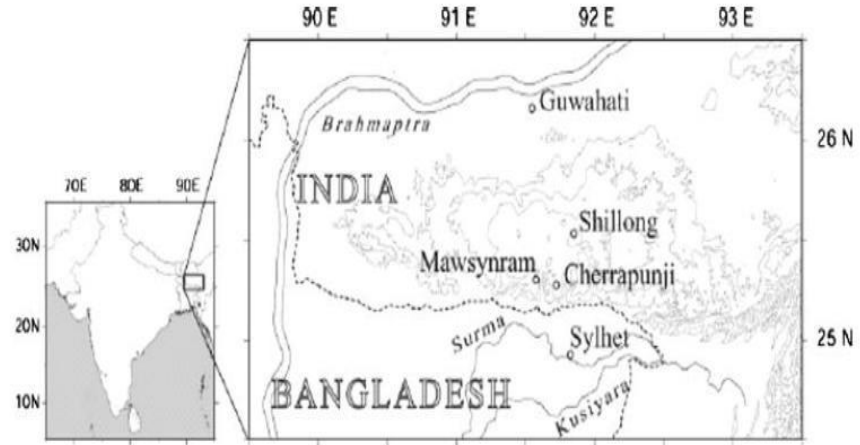 90 E 91 E 92 E 93 E
Guwahati
Brahmaptra
26 N
70E 80E 90E
INDIA
Shillong
30N
Mawsynram
Cherrapunji
20N
Surma
Sylhet
25 N
10N
BANGLADESH
Kusiyara